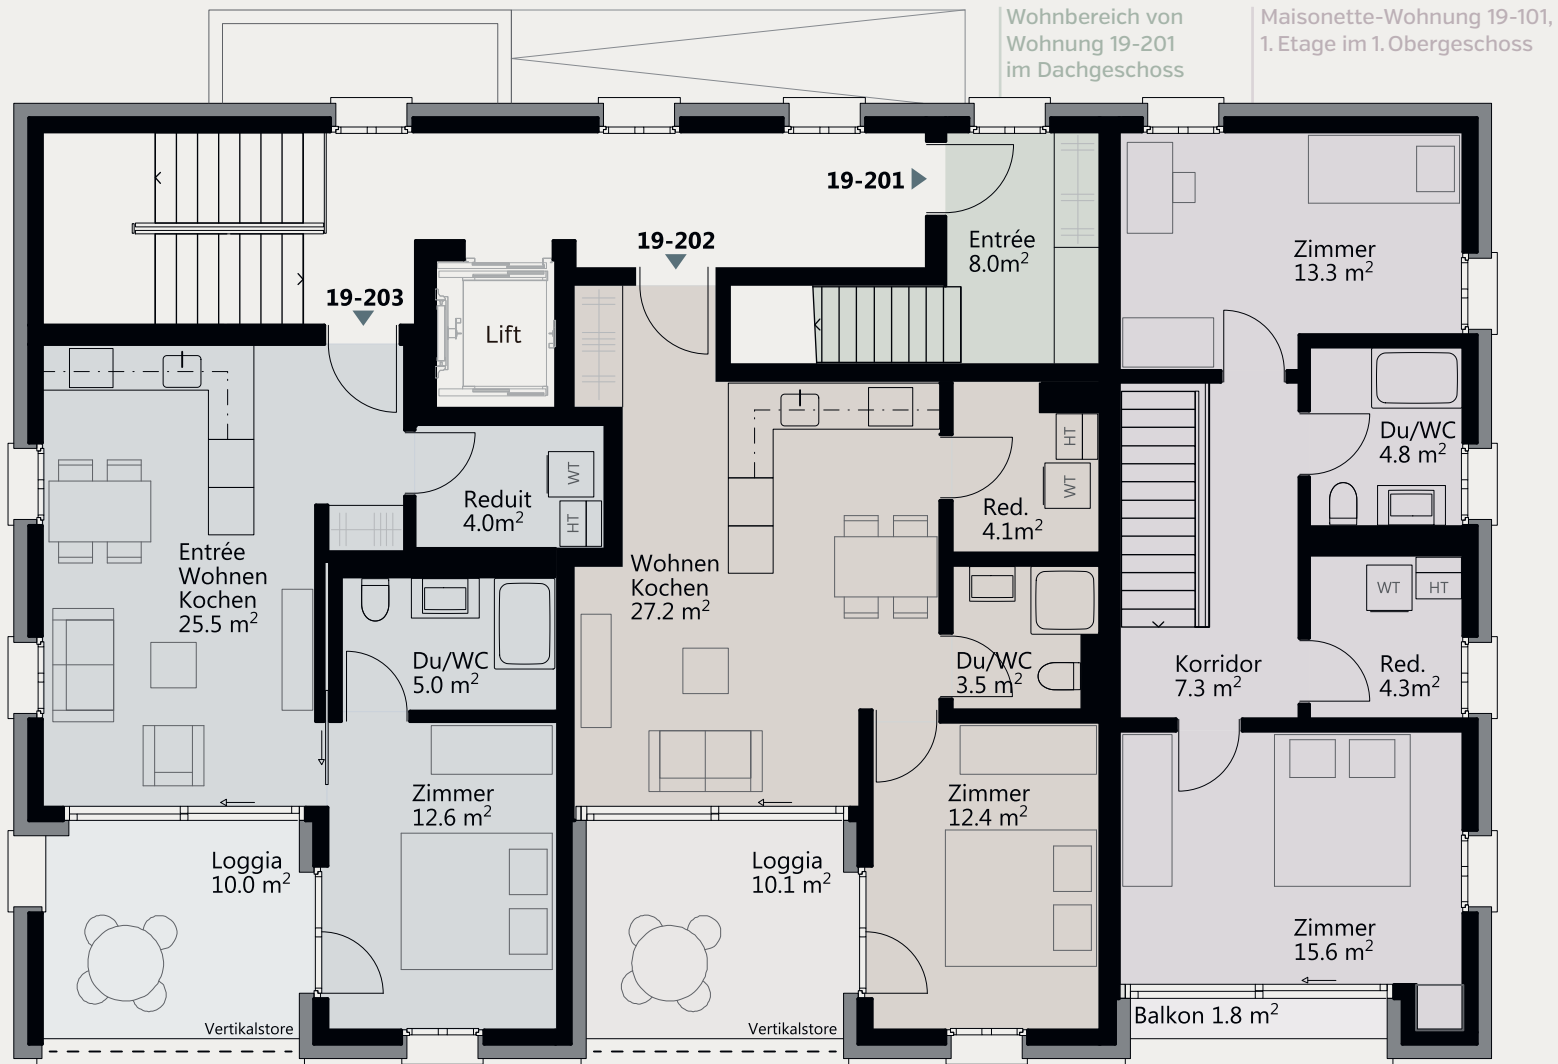 Wohnbereich von
Wohnung 19-201
im Dachgeschoss
Maisonette-Wohnung 19-101,
1. Etage im 1. Obergeschoss
19-201
19-202
19-203
Lift
Entrée
8.0m²
Zimmer
13.3 m²
Du/WC
4.8 m²
Reduit
4.0m²
WT
HT
Red.
4.1m²
HT
WT
Entrée
Wohnen
Kochen
25.5 m²
Wohnen
Kochen
27.2 m²
WT
HT
Du/WC
5.0 m²
Du/WC
3.5 m²
Korridor
7.3 m²
Red.
4.3m²
Zimmer
12.6 m²
Zimmer
12.4 m²
Loggia
10.0 m²
Loggia
10.1 m²
Zimmer
15.6 m²
Balkon 1.8 m²
Vertikalstore
Vertikalstore